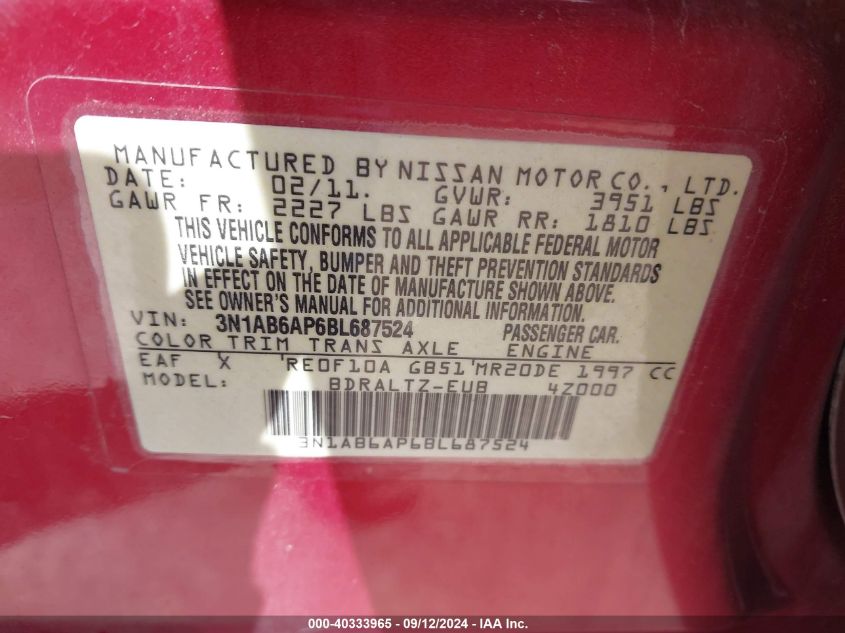 MANUFACTURED BY NISSAN MOTOR CO., LTD.
DATE: 02/11. GVWR: 3951 LBS
GAWR FR: 2227 LBS GAWR RR: 1810 LBS
THIS VEHICLE CONFORMS TO ALL APPLICABLE FEDERAL MOTOR
VEHICLE SAFETY, BUMPER AND THEFT PREVENTION STANDARDS
IN EFFECT ON THE DATE OF MANUFACTURE SHOWN ABOVE.
SEE OWNER'S MANUAL FOR ADDITIONAL INFORMATION.
VIN: 3N1AB6AP6BL687524 PASSENGER CAR.
COLOR TRIM TRANS AXLE ENGINE
EAF X 'RE0F10A GB51'MR20DE 1997 CC
MODEL: BDRALTZ-EUB 4Z000
3N1AB6AP6BL687524
000-40333965 - 09/12/2024 - IAA Inc.